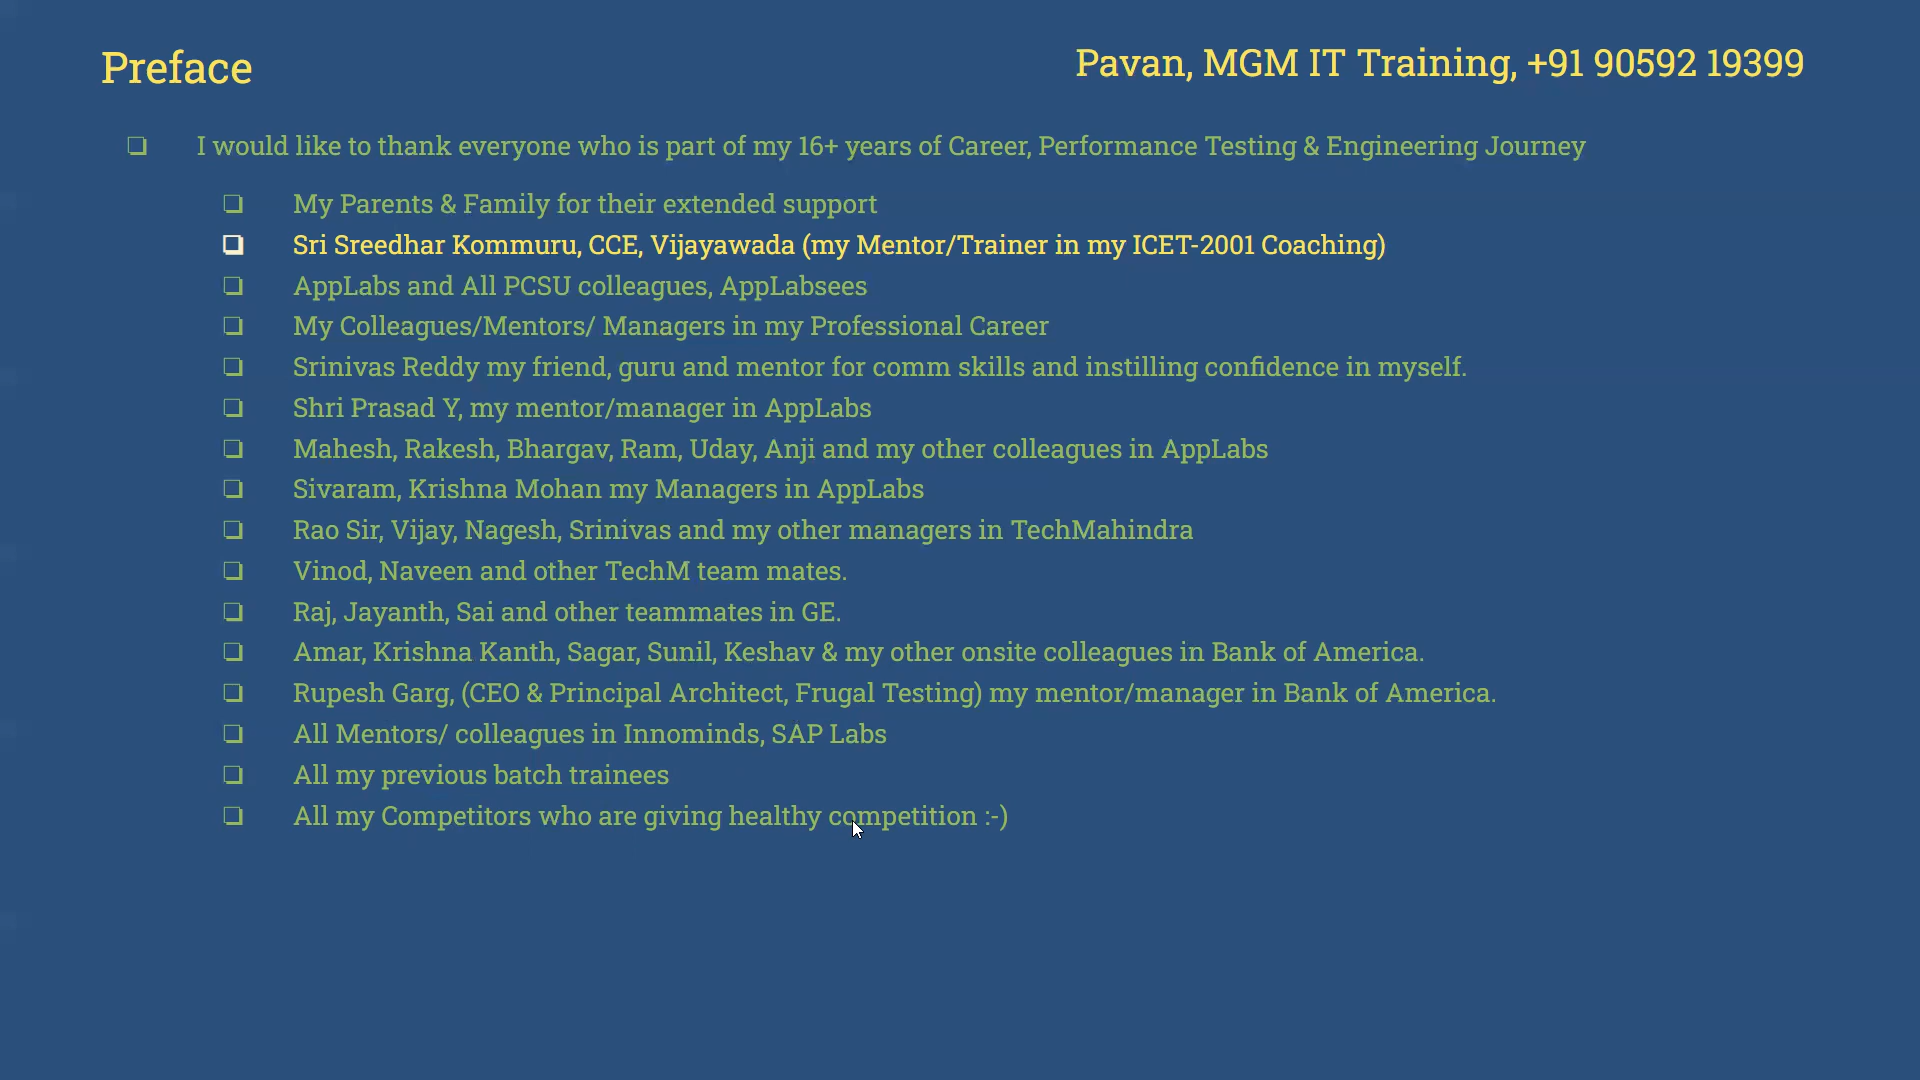 Preface
Pavan, MGM IT Training, +91 90592 19399
I would like to thank everyone who is part of my 16+ years of Career, Performance Testing & Engineering Journey
My Parents & Family for their extended support
Sri Sreedhar Kommuru, CCE, Vijayawada (my Mentor/Trainer in my ICET-2001 Coaching)
AppLabs and All PCSU colleagues, AppLabsees
My Colleagues/Mentors/ Managers in my Professional Career
Srinivas Reddy my friend, guru and mentor for comm skills and instilling confidence in myself.
Shri Prasad Y, my mentor/manager in AppLabs
Mahesh, Rakesh, Bhargav, Ram, Uday, Anji and my other colleagues in AppLabs
Sivaram, Krishna Mohan my Managers in AppLabs
Rao Sir, Vijay, Nagesh, Srinivas and my other managers in TechMahindra
Vinod, Naveen and other TechM team mates.
Raj, Jayanth, Sai and other teammates in GE.
Amar, Krishna Kanth, Sagar, Sunil, Keshav & my other onsite colleagues in Bank of America.
Rupesh Garg, (CEO & Principal Architect, Frugal Testing) my mentor/manager in Bank of America.
All Mentors/ colleagues in Innominds, SAP Labs
All my previous batch trainees
All my Competitors who are giving healthy competition :-)